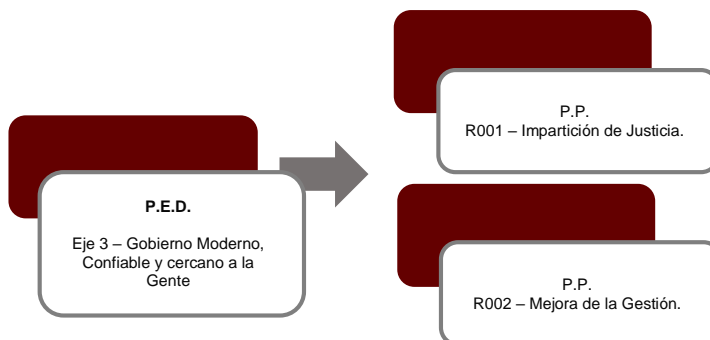 P.E.D.
Eje 3 – Gobierno Moderno,
Confiable y cercano a la
Gente
P.P.
R001 – Impartición de Justicia.
P.P.
R002 – Mejora de la Gestión.